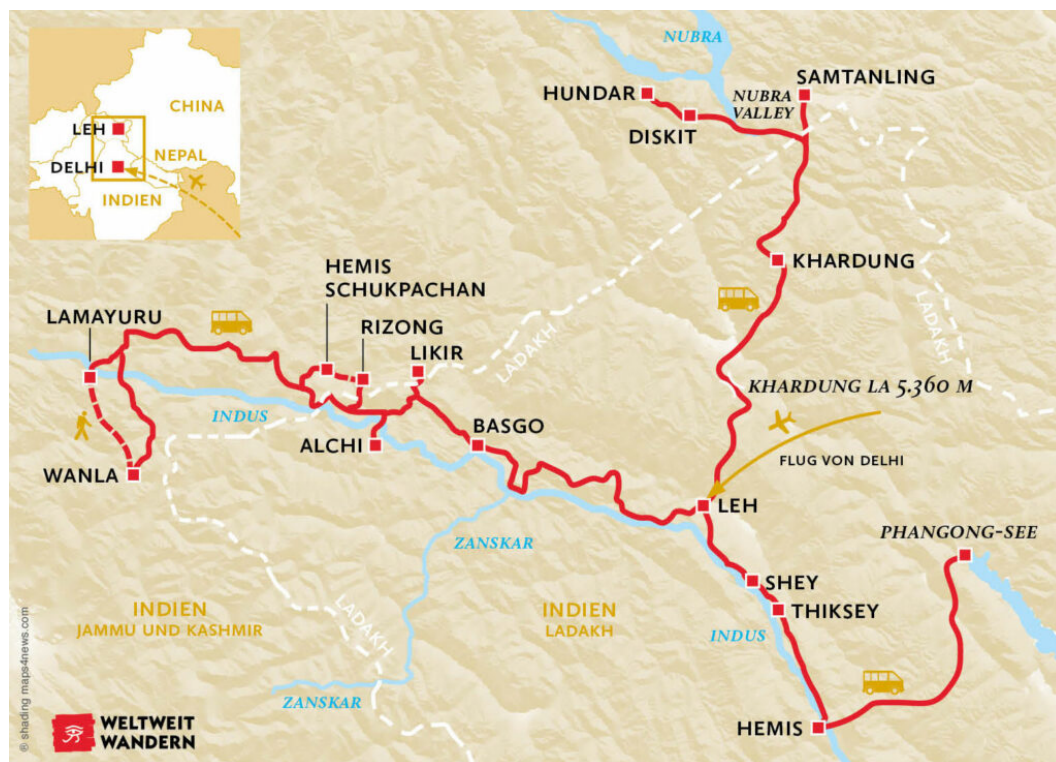 CHINA
LEH
NEPAL
DELHI
INDIEN
NUBRA
HUNDAR
DISKIT
NUBRA
VALLEY
SAMTANLING
KHARDUNG
LADAKH
LADAKH
HEMIS
SCHUKPACHAN
LAMAYURU
RIZONG
LIKIR
KHARDUNG LA 5.360 M
INDUS
ALCHI
BASGO
WANLA
FLUG VON DELHI
LEH
PHANGONG-SEE
ZANSKAR
SHEY
THIKSEY
LADAKH
INDIEN
JAMMU UND KASHMIR
INDIEN
LADAKH
INDUS
ZANSKAR
HEMIS
WELTWEIT
WANDERN
® shading maps4news.com